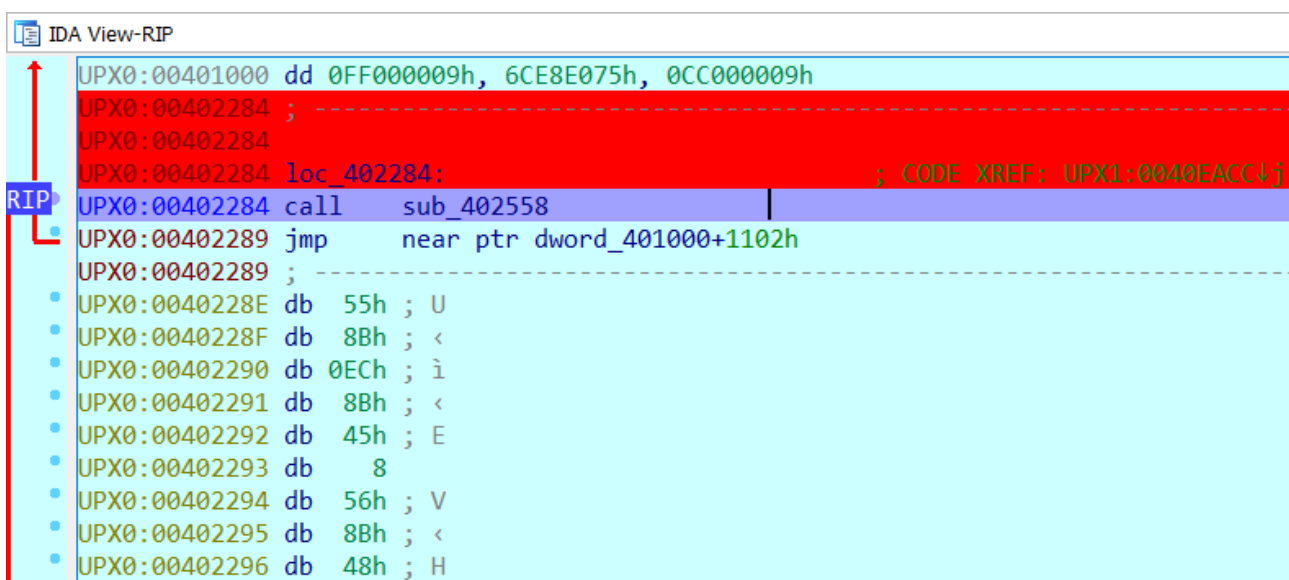 IDA View-RIP
UPX0:00401000 dd 0FF000009h, 6CE8E075h, 0CC000009h
UPX0:00402284 ; ---------------------------------------------------------------
UPX0:00402284
UPX0:00402284 loc_402284: ; CODE XREF: UPX1:0040EACC↓j
RIP UPX0:00402284 call sub_402558
UPX0:00402289 jmp near ptr dword_401000+1102h
UPX0:00402289 ; ---------------------------------------------------------------
UPX0:0040228E db 55h ; U
UPX0:0040228F db 8Bh ; ‹
UPX0:00402290 db 0ECh ; ì
UPX0:00402291 db 8Bh ; ‹
UPX0:00402292 db 45h ; E
UPX0:00402293 db 8
UPX0:00402294 db 56h ; V
UPX0:00402295 db 8Bh ; ‹
UPX0:00402296 db 48h ; H